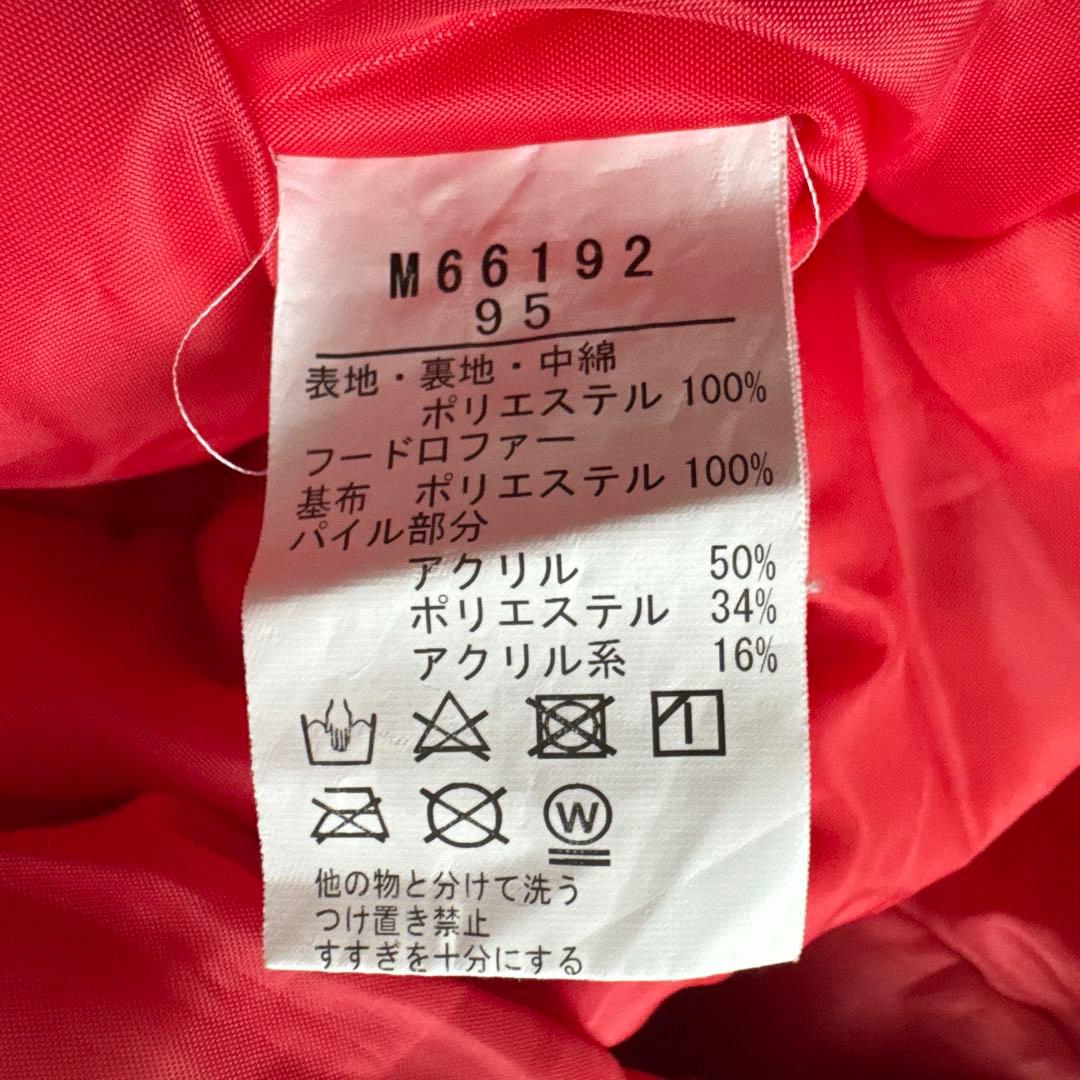 M66192
95
表地・裏地・中綿
ポリエステル 100%
フードロファー
基布 ポリエステル 100%
パイル部分
アクリル 50%
ポリエステル 34%
アクリル系 16%
W
他の物と分けて洗う
つけ置き禁止
すすぎを十分にする